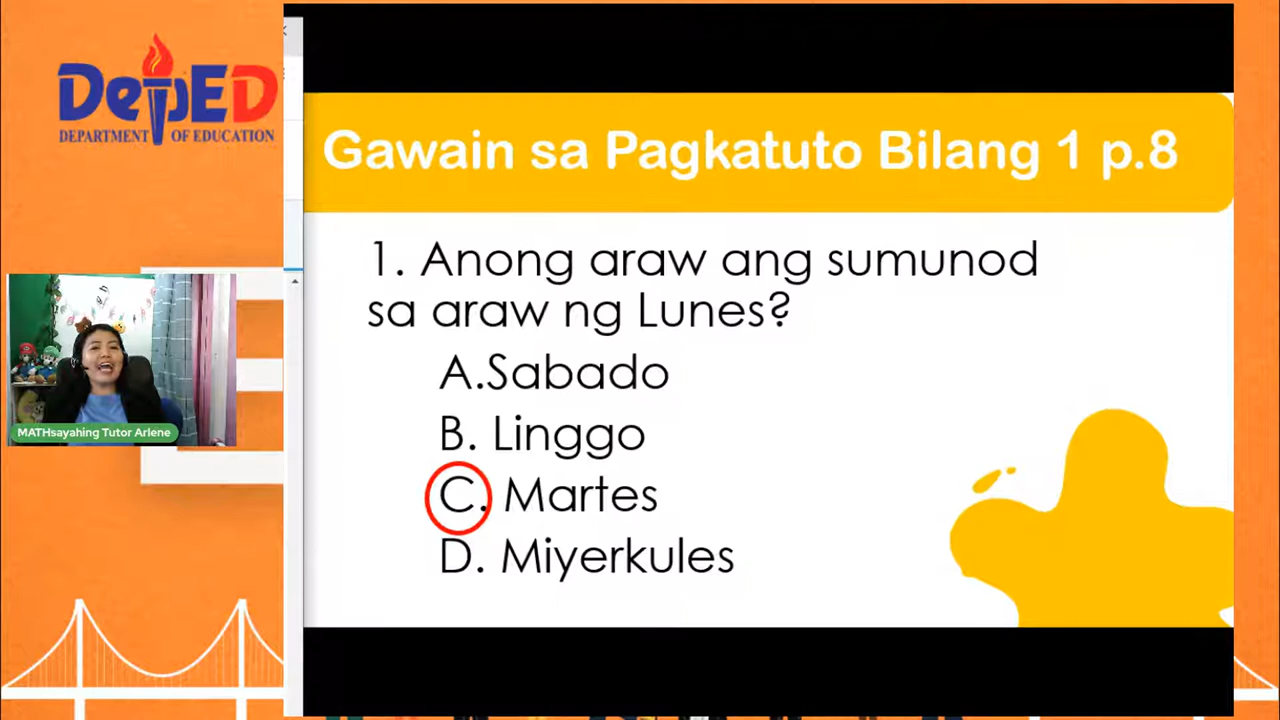 DepED
DEPARTMENT OF EDUCATION
Gawain sa Pagkatuto Bilang 1 p.8
1. Anong araw ang sumunod
sa araw ng Lunes?
A.Sabado
B. Linggo
C. Martes
D. Miyerkules
MATHsayahing Tutor Arlene